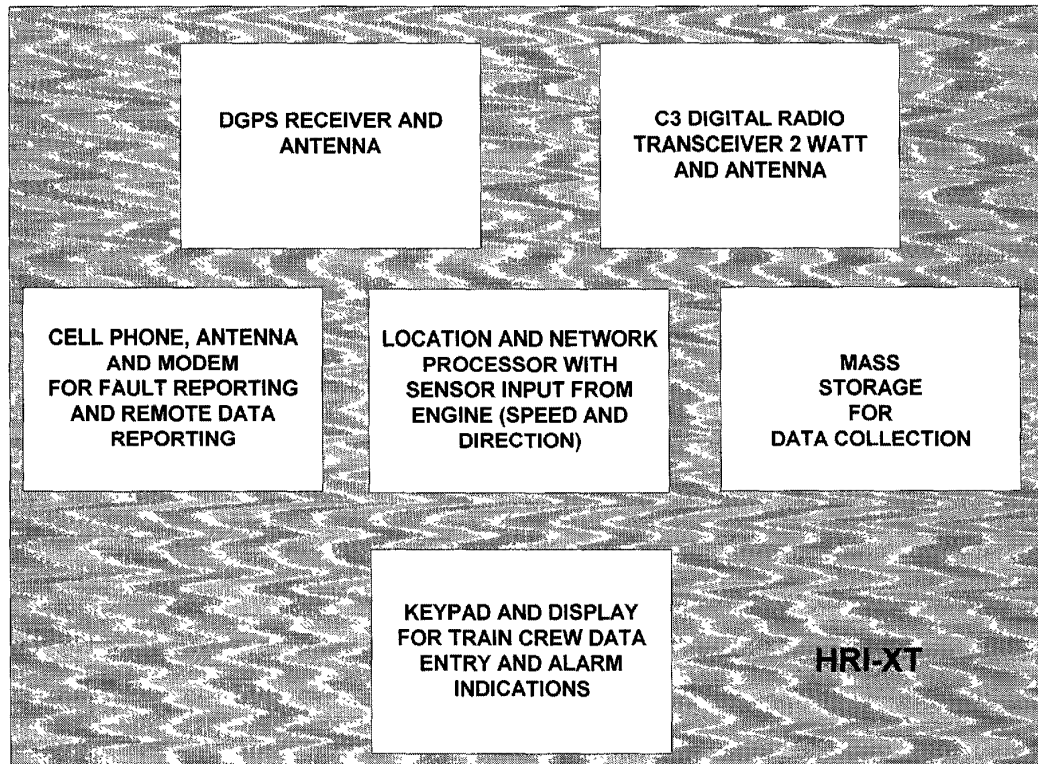 DGPS RECEIVER AND
ANTENNA
C3 DIGITAL RADIO
TRANSCEIVER 2 WATT
AND ANTENNA
CELL PHONE, ANTENNA
AND MODEM
FOR FAULT REPORTING
AND REMOTE DATA
REPORTING
LOCATION AND NETWORK
PROCESSOR WITH
SENSOR INPUT FROM
ENGINE (SPEED AND
DIRECTION)
MASS
STORAGE
FOR
DATA COLLECTION
KEYPAD AND DISPLAY
FOR TRAIN CREW DATA
ENTRY AND ALARM
INDICATIONS
HRI-XT